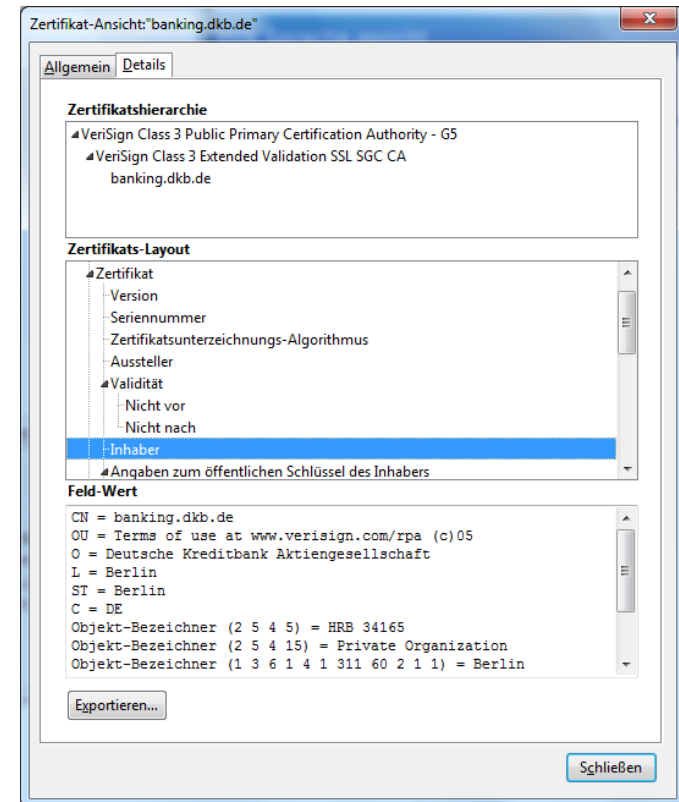 Zertifikat-Ansicht:"banking.dkb.de"
Allgemein Details
Zertifikatshierarchie
VeriSign Class 3 Public Primary Certification Authority - G5
VeriSign Class 3 Extended Validation SSL SGC CA
banking.dkb.de
Zertifikats-Layout
Zertifikat
Version
Seriennummer
Zertifikatsunterzeichnungs-Algorithmus
Aussteller
Validität
Nicht vor
Nicht nach
Inhaber
Angaben zum öffentlichen Schlüssel des Inhabers
Feld-Wert
CN = banking.dkb.de
OU = Terms of use at www.verisign.com/rpa (c)05
O = Deutsche Kreditbank Aktiengesellschaft
L = Berlin
ST = Berlin
C = DE
Objekt-Bezeichner (2 5 4 5) = HRB 34165
Objekt-Bezeichner (2 5 4 15) = Private Organization
Objekt-Bezeichner (1 3 6 1 4 1 311 60 2 1 1) = Berlin
Exportieren...
Schließen